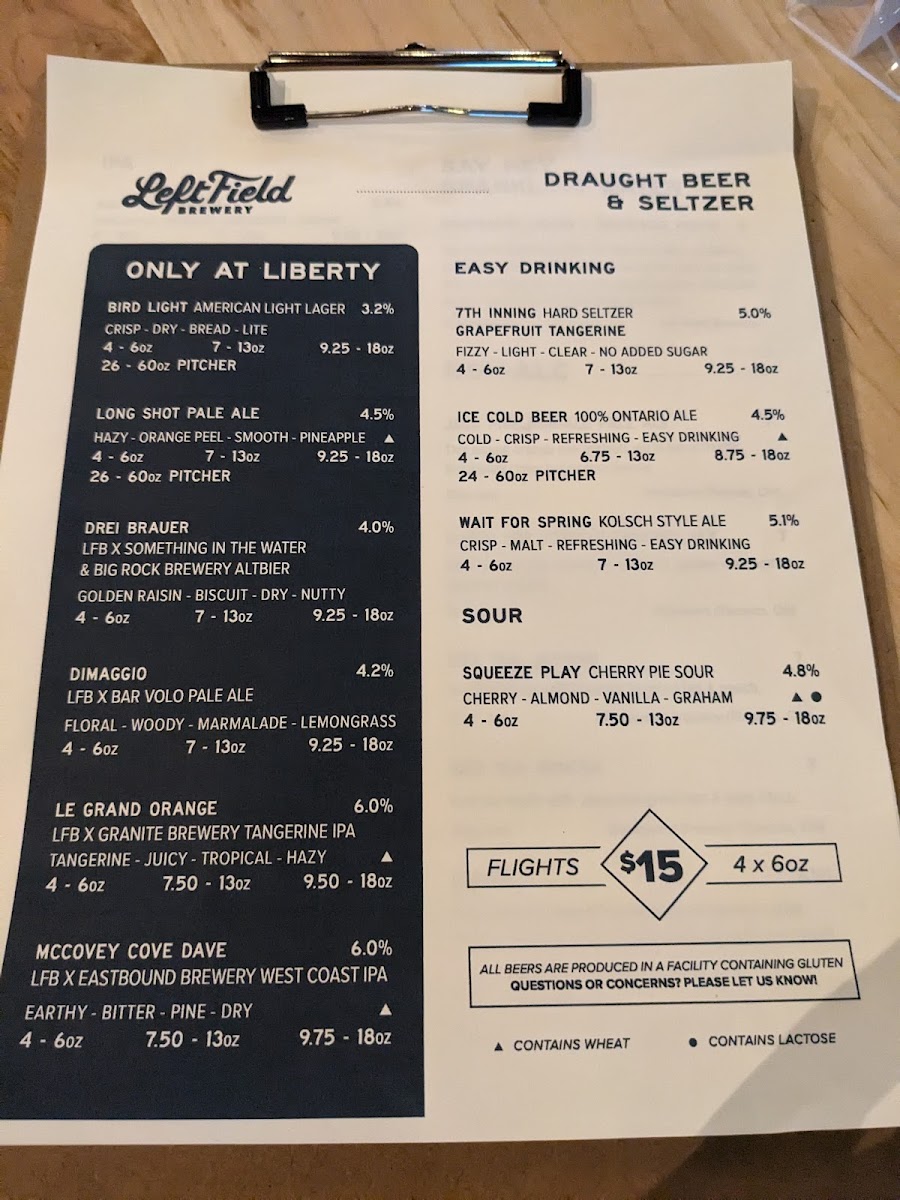 Left Field
BREWERY
DRAUGHT BEER
& SELTZER
ONLY AT LIBERTY
BIRD LIGHT AMERICAN LIGHT LAGER 3.2%
CRISP - DRY - BREAD - LITE
4 - 6oz 7 - 13oz 9.25 - 18oz
26 - 60oz PITCHER
LONG SHOT PALE ALE 4.5%
HAZY - ORANGE PEEL - SMOOTH - PINEAPPLE ▲
4 - 6oz 7 - 13oz 9.25 - 18oz
26 - 60oz PITCHER
DREI BRAUER 4.0%
LFB X SOMETHING IN THE WATER
& BIG ROCK BREWERY ALTBIER
GOLDEN RAISIN - BISCUIT - DRY - NUTTY
4 - 6oz 7 - 13oz 9.25 - 18oz
DIMAGGIO 4.2%
LFB X BAR VOLO PALE ALE
FLORAL - WOODY - MARMALADE - LEMONGRASS
4 - 6oz 7 - 13oz 9.25 - 18oz
LE GRAND ORANGE 6.0%
LFB X GRANITE BREWERY TANGERINE IPA
TANGERINE - JUICY - TROPICAL - HAZY ▲
4 - 6oz 7.50 - 13oz 9.50 - 18oz
MCCOVEY COVE DAVE 6.0%
LFB X EASTBOUND BREWERY WEST COAST IPA
EARTHY - BITTER - PINE - DRY ▲
4 - 6oz 7.50 - 13oz 9.75 - 18oz
EASY DRINKING
7TH INNING HARD SELTZER 5.0%
GRAPEFRUIT TANGERINE
FIZZY - LIGHT - CLEAR - NO ADDED SUGAR
4 - 6oz 7 - 13oz 9.25 - 18oz
ICE COLD BEER 100% ONTARIO ALE 4.5%
COLD - CRISP - REFRESHING - EASY DRINKING ▲
4 - 6oz 6.75 - 13oz 8.75 - 18oz
24 - 60oz PITCHER
WAIT FOR SPRING KOLSCH STYLE ALE 5.1%
CRISP - MALT - REFRESHING - EASY DRINKING
4 - 6oz 7 - 13oz 9.25 - 18oz
SOUR
SQUEEZE PLAY CHERRY PIE SOUR 4.8%
CHERRY - ALMOND - VANILLA - GRAHAM ▲ ●
4 - 6oz 7.50 - 13oz 9.75 - 18oz
FLIGHTS $15 4 x 6oz
ALL BEERS ARE PRODUCED IN A FACILITY CONTAINING GLUTEN
QUESTIONS OR CONCERNS? PLEASE LET US KNOW!
▲ CONTAINS WHEAT ● CONTAINS LACTOSE